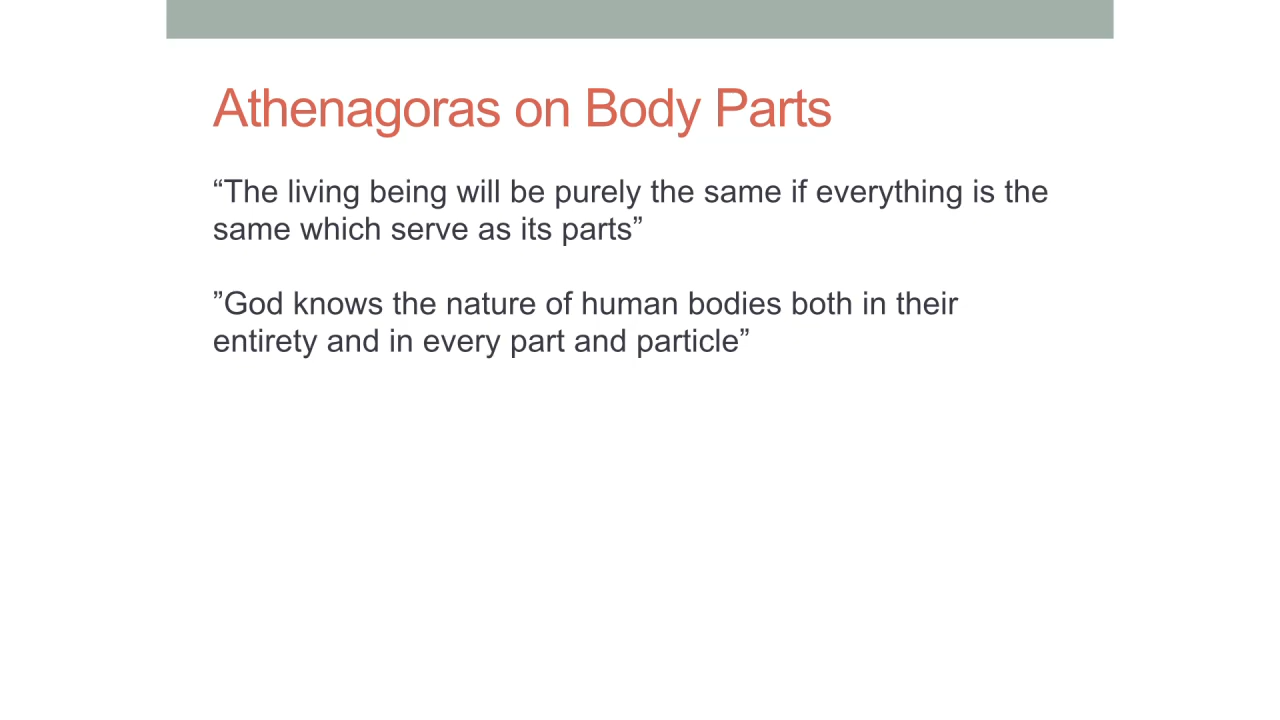 Athenagoras on Body Parts
“The living being will be purely the same if everything is the
same which serve as its parts”
”God knows the nature of human bodies both in their
entirety and in every part and particle”